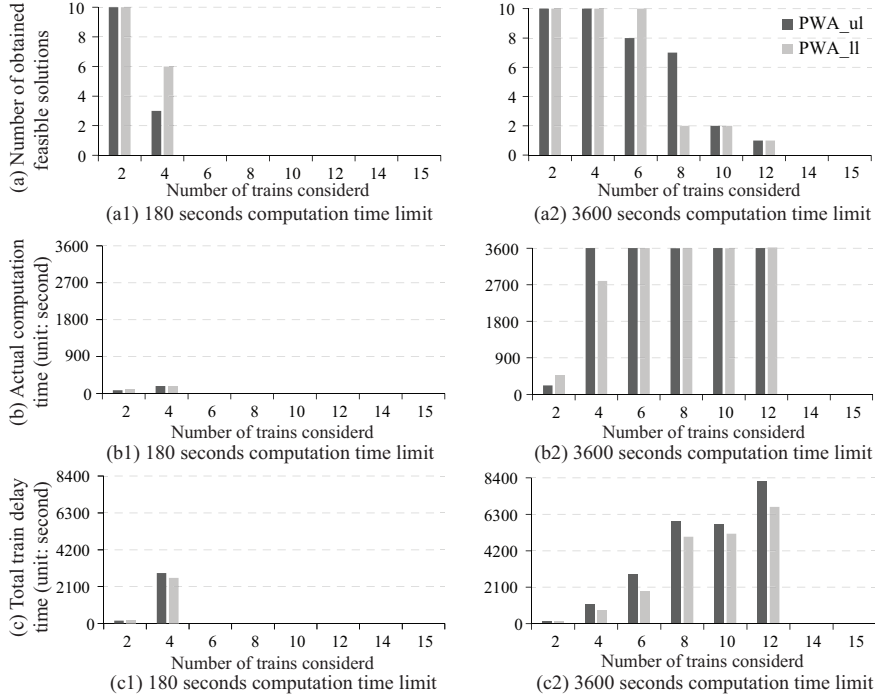 (a) Number of obtained
feasible solutions
10
8
6
4
2
0
2 4 6 8 10 12 15
Number of trains considerd
(a1) 180 seconds computation time limit
10
8
6
4
2
0
PWA_ul
PWA_ll
2 4 6 8 10 12 15
Number of trains considerd
(a2) 3600 seconds computation time limit
(b) Actual computation
time (unit: second)
3600
2700
1800
900
0
2 4 6 8 10 12 15
Number of trains considerd
(b1) 180 seconds computation time limit
3600
2700
1800
900
0
2 4 6 8 10 12 15
Number of trains considerd
(b2) 3600 seconds computation time limit
(c) Total train delay
time (unit: second)
8400
6300
4200
2100
0
2 4 6 8 10 12 15
Number of trains considerd
(c1) 180 seconds computation time limit
8400
6300
4200
2100
0
2 4 6 8 10 12 15
Number of trains considerd
(c2) 3600 seconds computation time limit